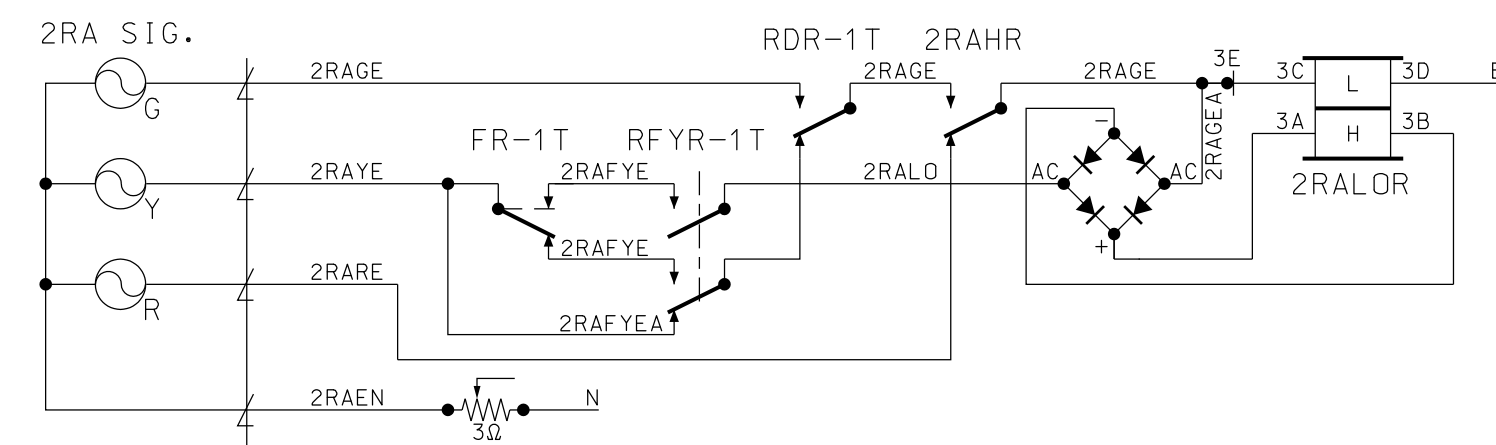 2RA SIG.
RDR-1T 2RAHR
2RAGE 2RAGE 2RAGE 3E 3C L 3D
G
2RAGEA
FR-1T RFYR-1T
− 3A H 3B
2RAYE 2RAFYE 2RALO AC AC 2RALOR
Y
2RAFYE +
2RARE
R
2RAFYEA
2RAEN N
3Ω